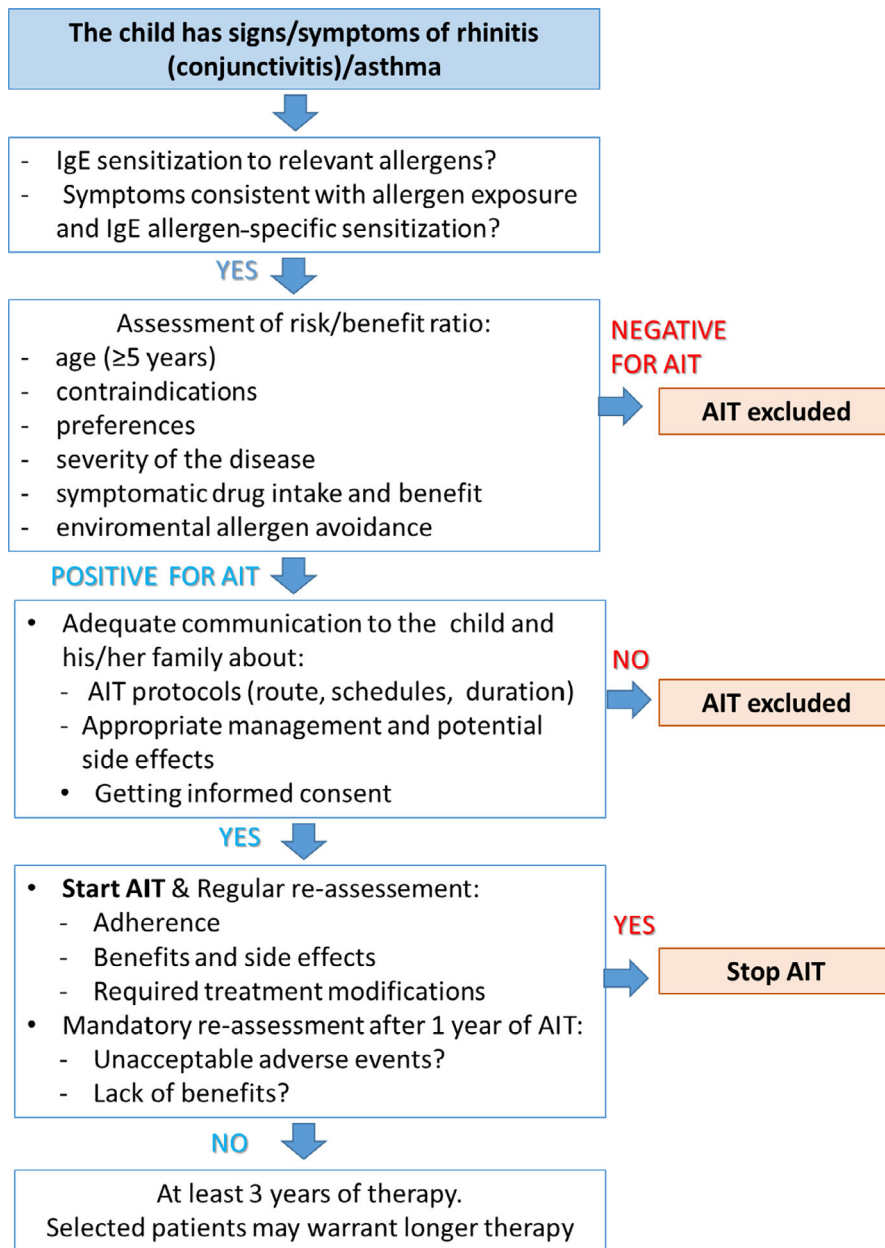 The child has signs/symptoms of rhinitis
(conjunctivitis)/asthma
- IgE sensitization to relevant allergens?
- Symptoms consistent with allergen exposure
and IgE allergen-specific sensitization?
YES
Assessment of risk/benefit ratio:
- age (≥5 years)
- contraindications
- preferences
- severity of the disease
- symptomatic drug intake and benefit
- enviromental allergen avoidance
NEGATIVE
FOR AIT
AIT excluded
POSITIVE FOR AIT
• Adequate communication to the child and
his/her family about:
- AIT protocols (route, schedules, duration)
- Appropriate management and potential
side effects
• Getting informed consent
NO
AIT excluded
YES
• Start AIT & Regular re-assessement:
- Adherence
- Benefits and side effects
- Required treatment modifications
• Mandatory re-assessment after 1 year of AIT:
- Unacceptable adverse events?
- Lack of benefits?
YES
Stop AIT
NO
At least 3 years of therapy.
Selected patients may warrant longer therapy